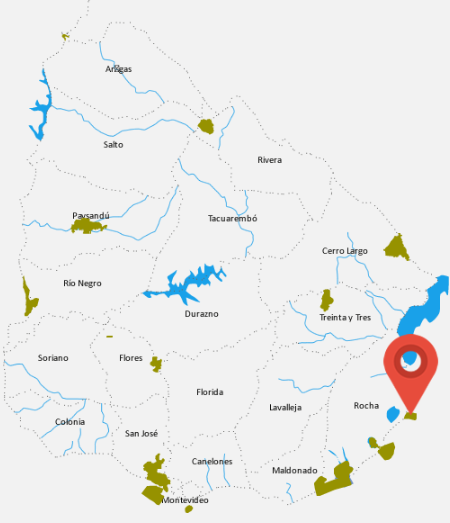 Artigas
Salto
Rivera
Paysandú
Tacuarembó
Cerro Largo
Río Negro
Durazno
Treinta y Tres
Soriano
Flores
Florida
Lavalleja
Rocha
Colonia
San José
Canelones
Maldonado
Montevideo